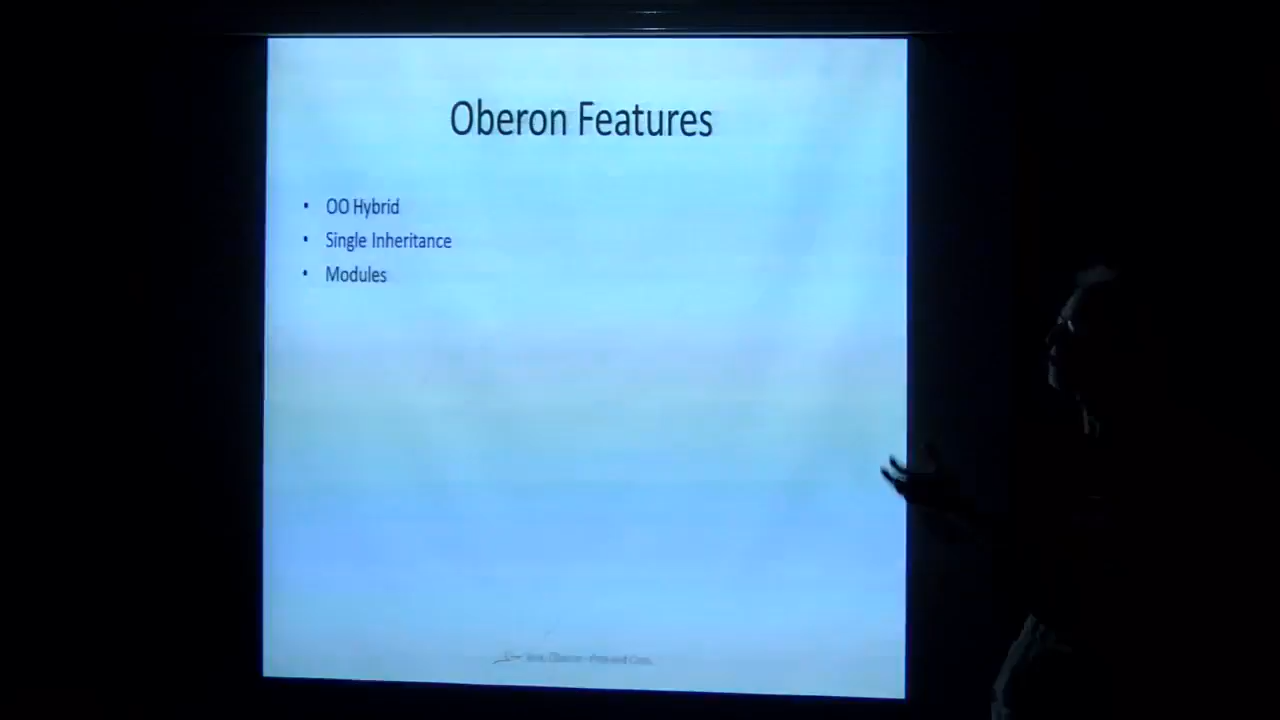 Oberon Features
• OO Hybrid
• Single Inheritance
• Modules